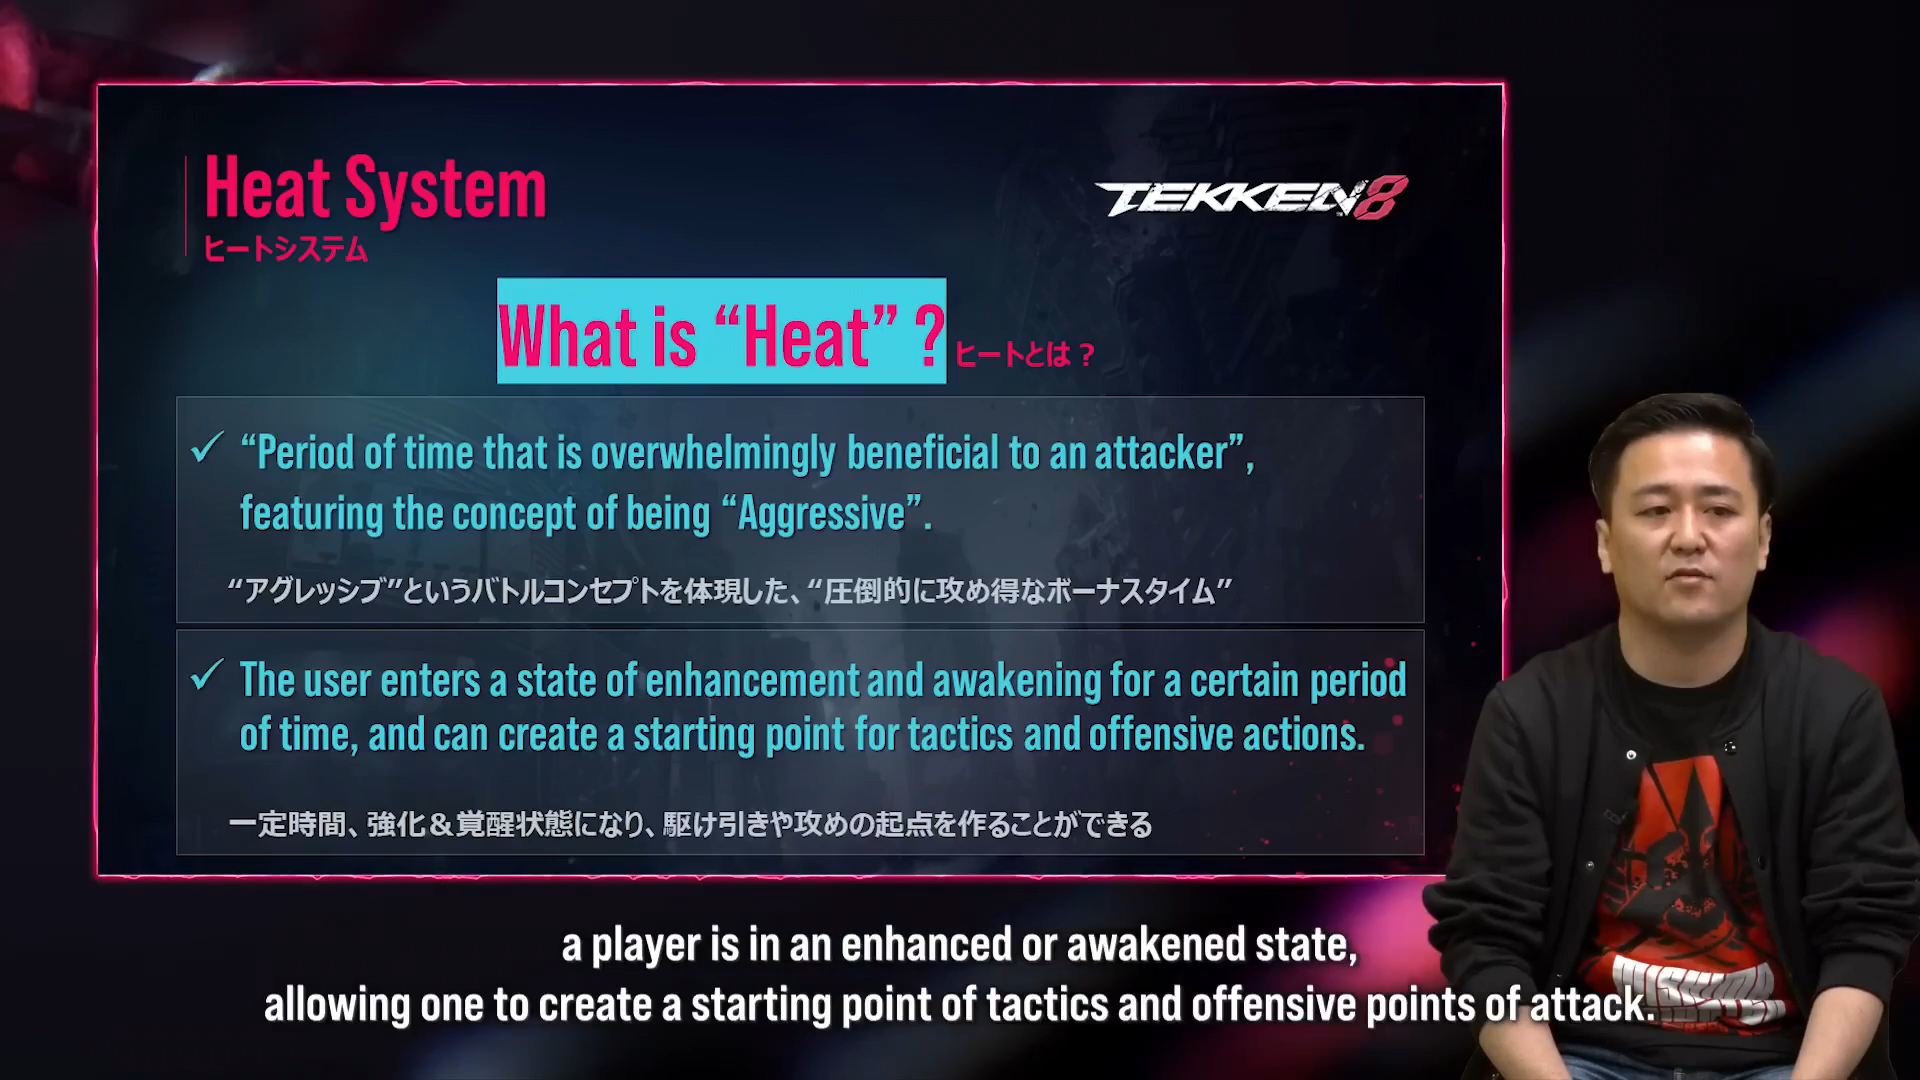 Heat System
ヒートシステム
TEKKEN 8
What is “Heat” ? ヒートとは？
✓ “Period of time that is overwhelmingly beneficial to an attacker”,
featuring the concept of being “Aggressive”.
“アグレッシブ”というバトルコンセプトを体現した、“圧倒的に攻め得なボーナスタイム”
✓ The user enters a state of enhancement and awakening for a certain period
of time, and can create a starting point for tactics and offensive actions.
一定時間、強化＆覚醒状態になり、駆け引きや攻めの起点を作ることができる
a player is in an enhanced or awakened state,
allowing one to create a starting point of tactics and offensive points of attack.
MISHIMA